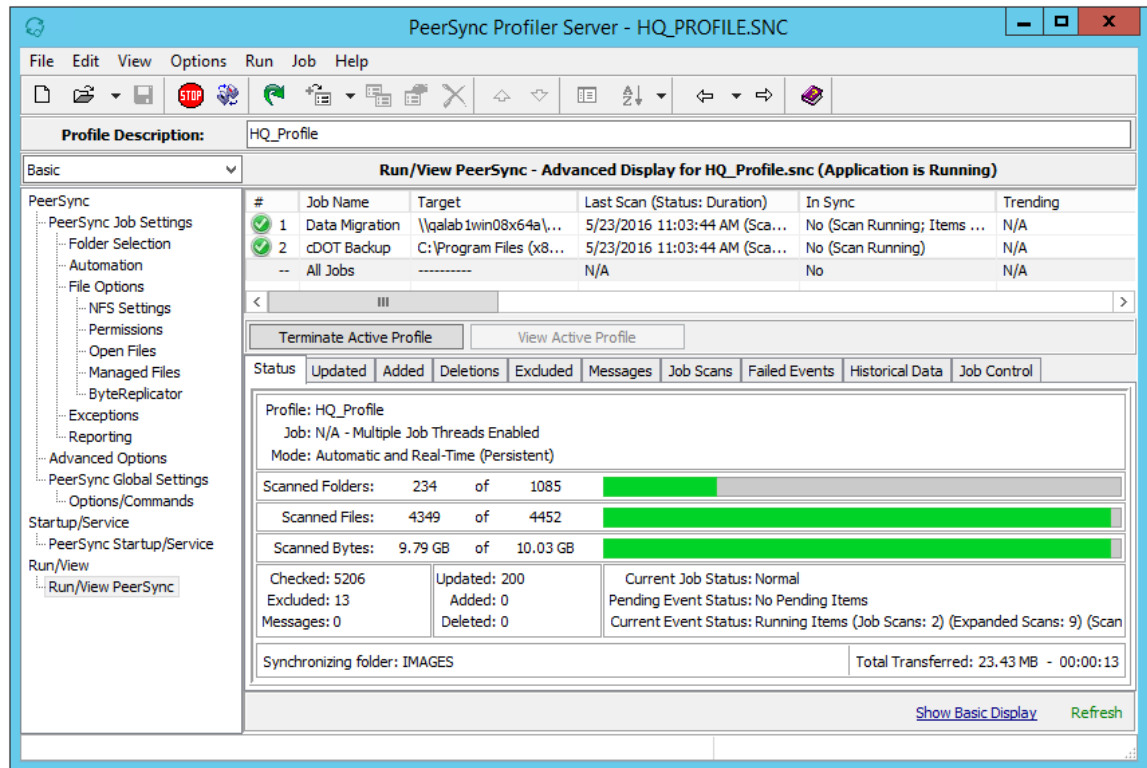 PeerSync Profiler Server - HQ_PROFILE.SNC
File Edit View Options Run Job Help
STOP
Profile Description: HQ_Profile
Basic
Run/View PeerSync - Advanced Display for HQ_Profile.snc (Application is Running)
PeerSync
PeerSync Job Settings
Folder Selection
Automation
File Options
NFS Settings
Permissions
Open Files
Managed Files
ByteReplicator
Exceptions
Reporting
Advanced Options
PeerSync Global Settings
Options/Commands
Startup/Service
PeerSync Startup/Service
Run/View
Run/View PeerSync
# Job Name Target Last Scan (Status: Duration) In Sync Trending
1 Data Migration \\qalab1win08x64a\... 5/23/2016 11:03:44 AM (Sca... No (Scan Running; Items ... N/A
2 cDOT Backup C:\Program Files (x8... 5/23/2016 11:03:44 AM (Sca... No (Scan Running) N/A
-- All Jobs ---------- N/A No N/A
Terminate Active Profile View Active Profile
Status Updated Added Deletions Excluded Messages Job Scans Failed Events Historical Data Job Control
Profile: HQ_Profile
Job: N/A - Multiple Job Threads Enabled
Mode: Automatic and Real-Time (Persistent)
Scanned Folders: 234 of 1085
Scanned Files: 4349 of 4452
Scanned Bytes: 9.79 GB of 10.03 GB
Checked: 5206 Updated: 200 Current Job Status: Normal
Excluded: 13 Added: 0 Pending Event Status: No Pending Items
Messages: 0 Deleted: 0 Current Event Status: Running Items (Job Scans: 2) (Expanded Scans: 9) (Scan
Synchronizing folder: IMAGES Total Transferred: 23.43 MB - 00:00:13
Show Basic Display Refresh